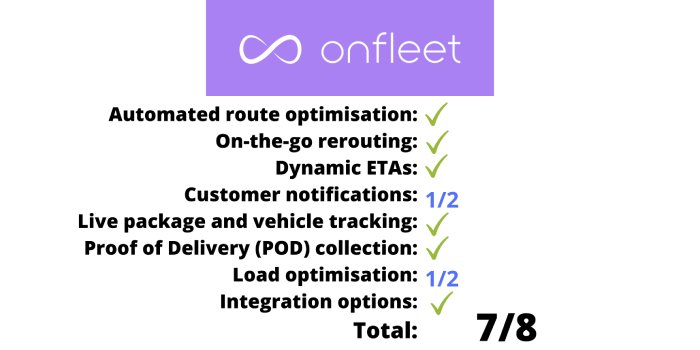 onfleet
Automated route optimisation: ✓
On-the-go rerouting: ✓
Dynamic ETAs: ✓
Customer notifications: 1/2
Live package and vehicle tracking: ✓
Proof of Delivery (POD) collection: ✓
Load optimisation: 1/2
Integration options: ✓
Total: 7/8